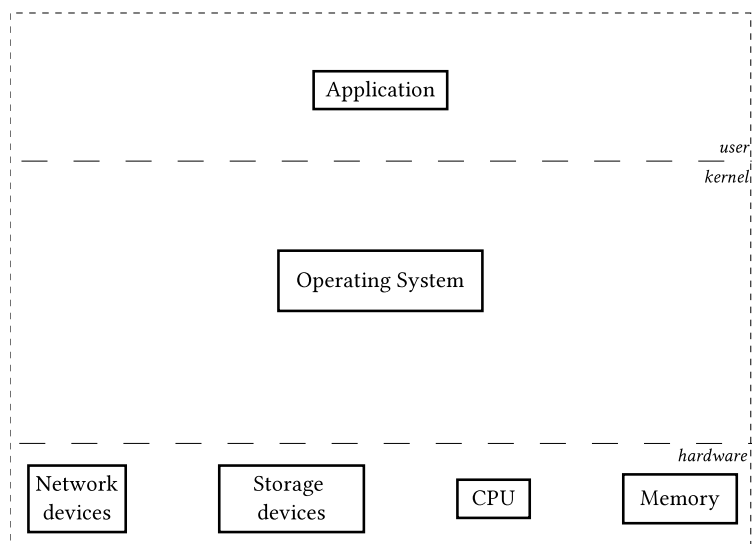 Application
user
kernel
Operating System
hardware
Network
devices
Storage
devices
CPU
Memory